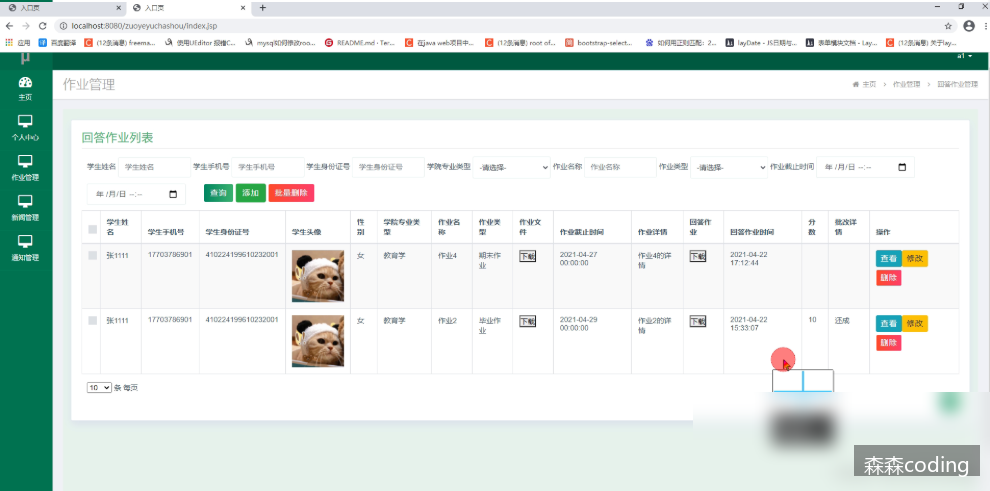 入口页
入口页
localhost:8080/zuoyeyuchashou/index.jsp
应用 百度翻译 (12条消息) freema... 使用UEditor 报错C... mysql如何修改roo... README.md · Ter... 在java web项目中... (12条消息) root of... bootstrap-select... 如何用正则匹配：2... layDate - JS日期与... 表单模块文档 - Lay... (12条消息) 关于lay...
μ
a1
主页
个人中心
作业管理
新闻管理
通知管理
作业管理
主页 > 作业管理 > 回答作业管理
回答作业列表
学生姓名 学生姓名 学生手机号 学生手机号 学生身份证号 学生身份证号 学院专业类型 -请选择- 作业名称 作业名称 作业类型 -请选择- 作业截止时间 年 /月/日 --:--
年 /月/日 --:-- 查询 添加 批量删除
学生姓名 学生手机号 学生身份证号 学生头像 性别 学院专业类型 作业名称 作业类型 作业文件 作业截止时间 作业详情 回答作业 回答作业时间 分数 批改详情 操作
张1111 17703786901 410224199610232001 女 教育学 作业4 期末作业 下载 2021-04-27 00:00:00 作业4的详情 下载 2021-04-22 17:12:44 查看 修改
删除
张1111 17703786901 410224199610232001 女 教育学 作业2 毕业作业 下载 2021-04-29 00:00:00 作业2的详情 下载 2021-04-22 15:33:07 10 还成 查看 修改
删除
10 条 每页
森森coding